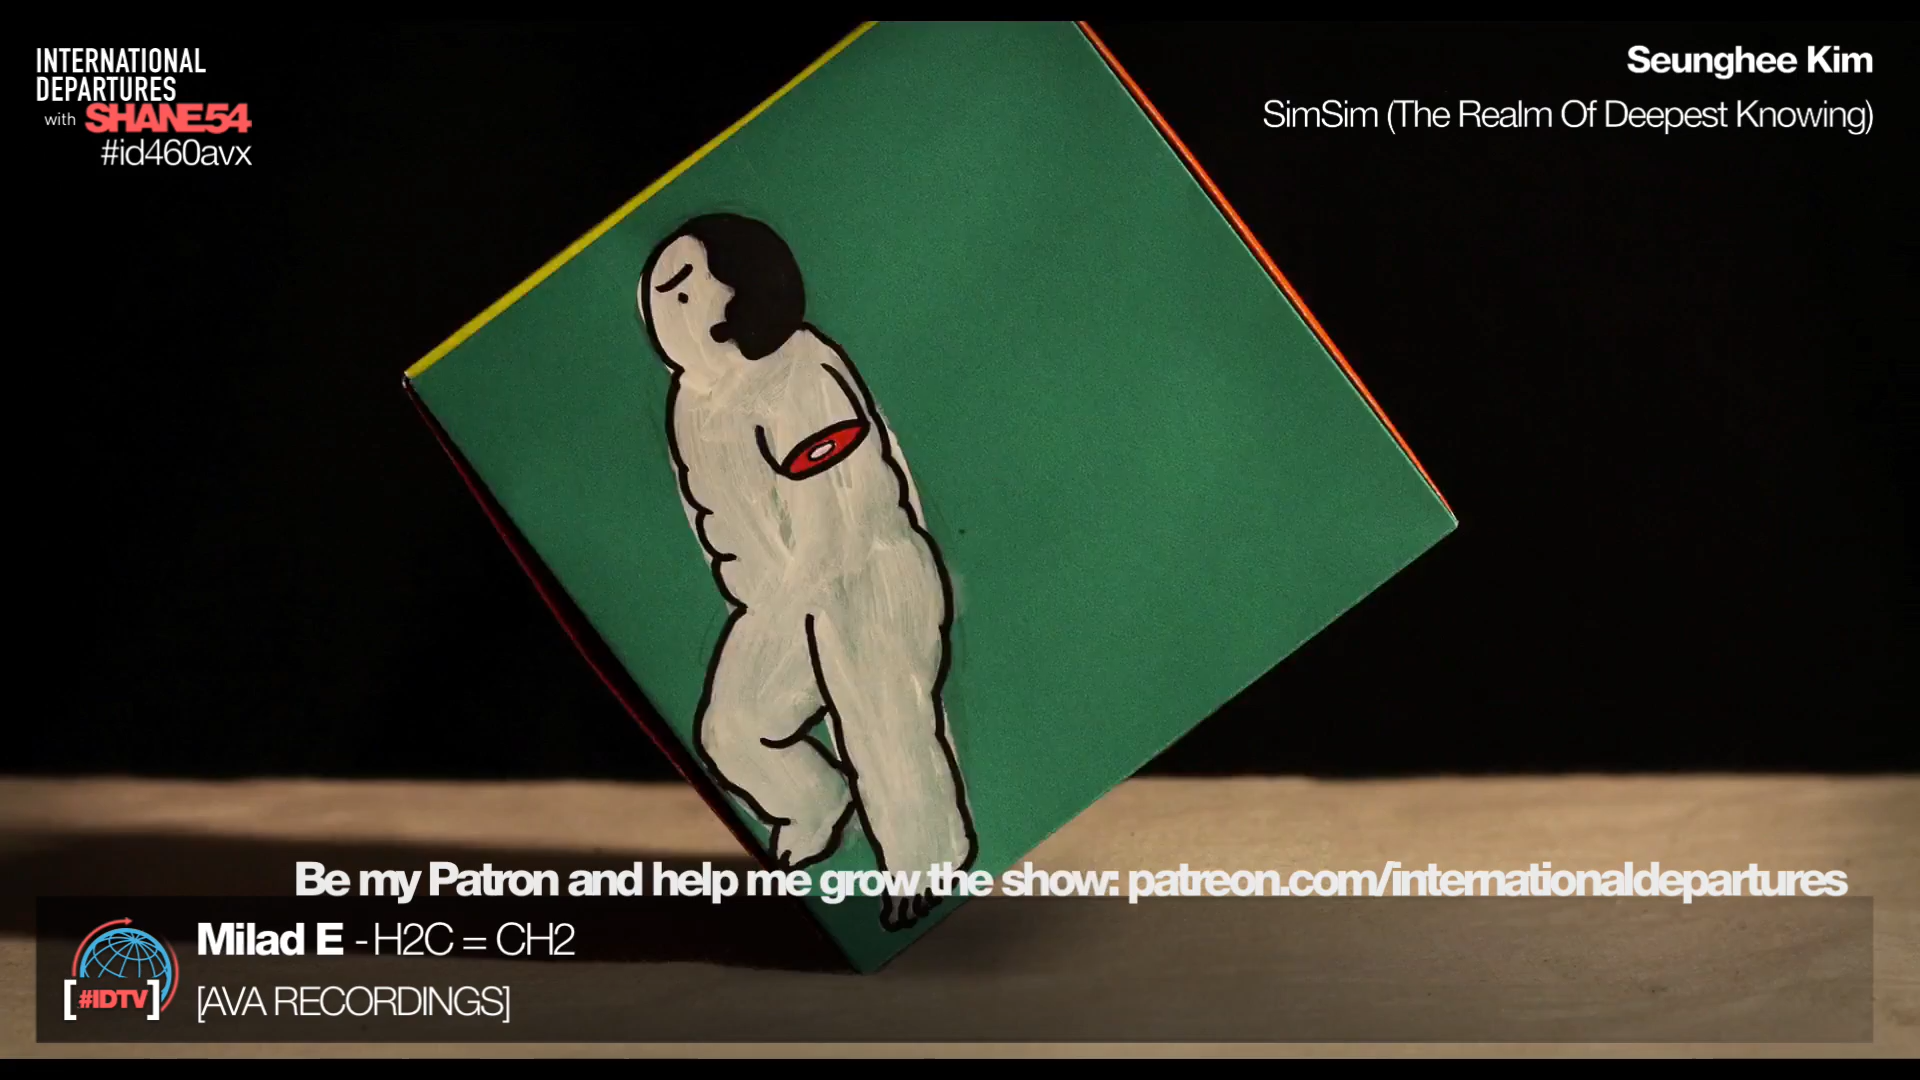 INTERNATIONAL
DEPARTURES
with SHANE54
#id460avx
Seunghee Kim
SimSim (The Realm Of Deepest Knowing)
Be my Patron and help me grow the show: patreon.com/internationaldepartures
Milad E - H2C = CH2
[#IDTV]
[AVA RECORDINGS]